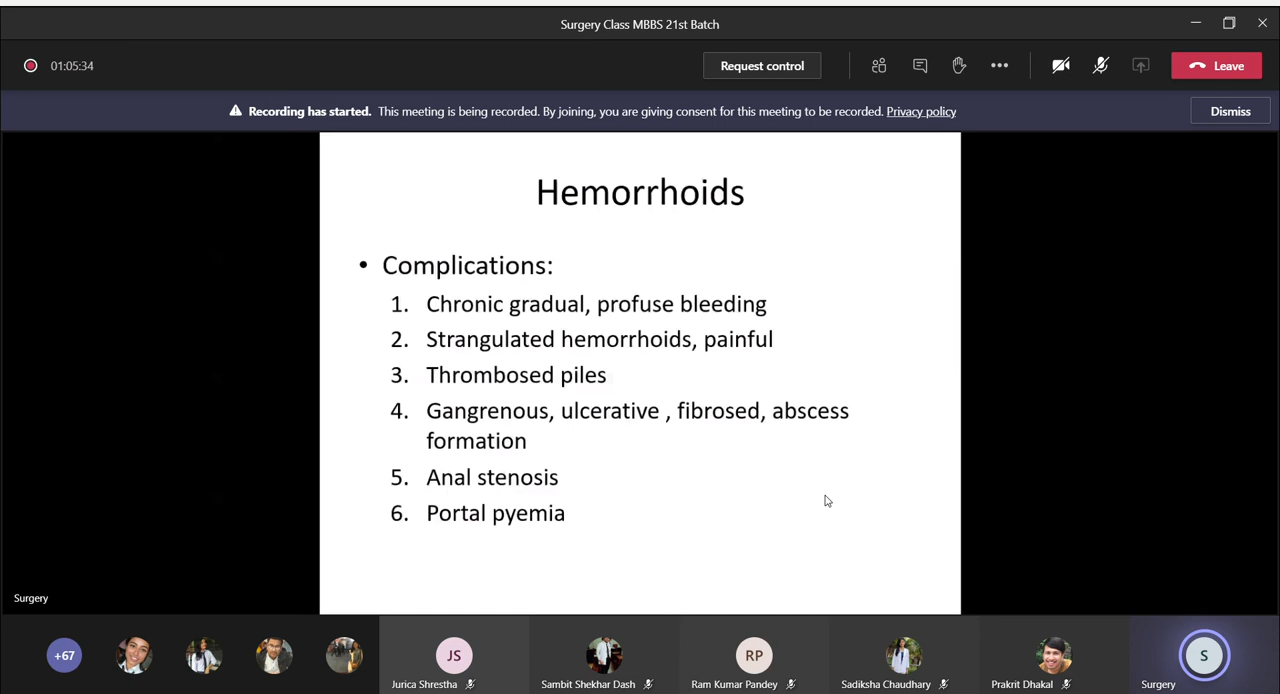 Surgery Class MBBS 21st Batch
01:05:34
Request control
Leave
Recording has started. This meeting is being recorded. By joining, you are giving consent for this meeting to be recorded. Privacy policy
Dismiss
Hemorrhoids
• Complications:
1. Chronic gradual, profuse bleeding
2. Strangulated hemorrhoids, painful
3. Thrombosed piles
4. Gangrenous, ulcerative , fibrosed, abscess
formation
5. Anal stenosis
6. Portal pyemia
Surgery
+67
JS
RP
S
Jurica Shrestha
Sambit Shekhar Dash
Ram Kumar Pandey
Sadiksha Chaudhary
Prakrit Dhakal
Surgery